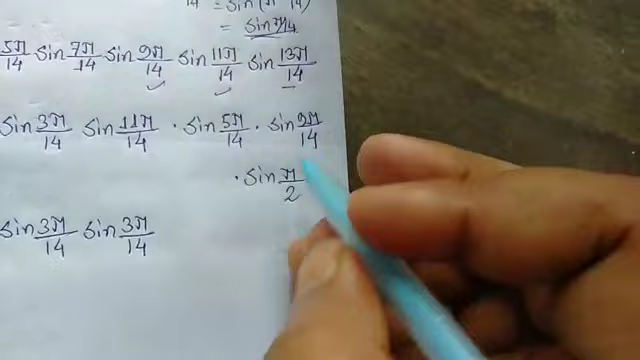 14 = sin(π - 14)
= sin π/14
5π/14 sin 7π/14 sin 9π/14 sin 11π/14 sin 13π/14
sin 3π/14 sin 11π/14 · sin 5π/14 · sin 9π/14
· sin π/2
sin 3π/14 sin 3π/14